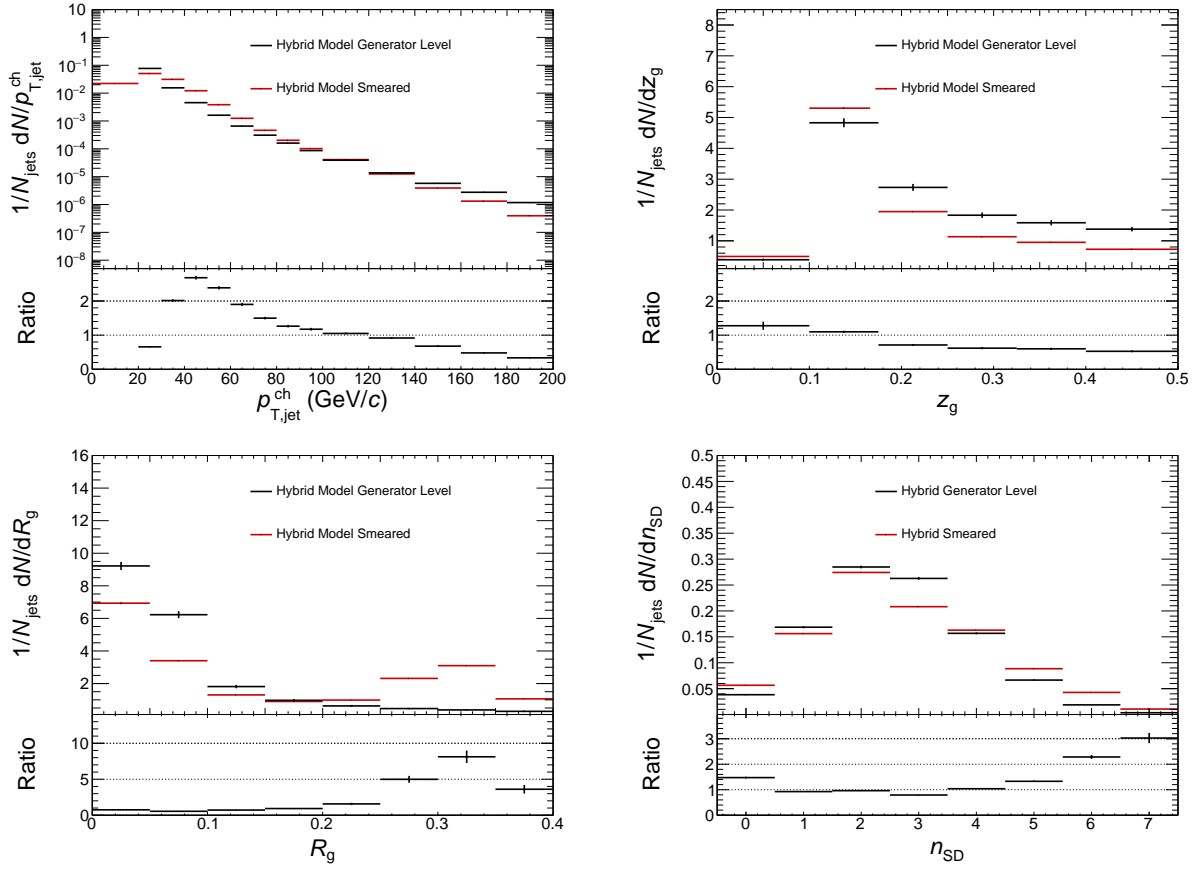 1/N_jets dN/p_T,jet^ch
10
1
10^−1
10^−2
10^−3
10^−4
10^−5
10^−6
10^−7
10^−8
Hybrid Model Generator Level
Hybrid Model Smeared
Ratio
2
1
0
0 20 40 60 80 100 120 140 160 180 200
p_T,jet^ch (GeV/c)
1/N_jets dN/dz_g
8
7
6
5
4
3
2
1
Hybrid Model Generator Level
Hybrid Model Smeared
Ratio
2
1
0
0 0.1 0.2 0.3 0.4 0.5
z_g
1/N_jets dN/dR_g
16
14
12
10
8
6
4
2
Hybrid Model Generator Level
Hybrid Model Smeared
Ratio
10
5
0
0 0.1 0.2 0.3 0.4
R_g
1/N_jets dN/dn_SD
0.5
0.45
0.4
0.35
0.3
0.25
0.2
0.15
0.1
0.05
Hybrid Generator Level
Hybrid Smeared
Ratio
3
2
1
0
0 1 2 3 4 5 6 7
n_SD